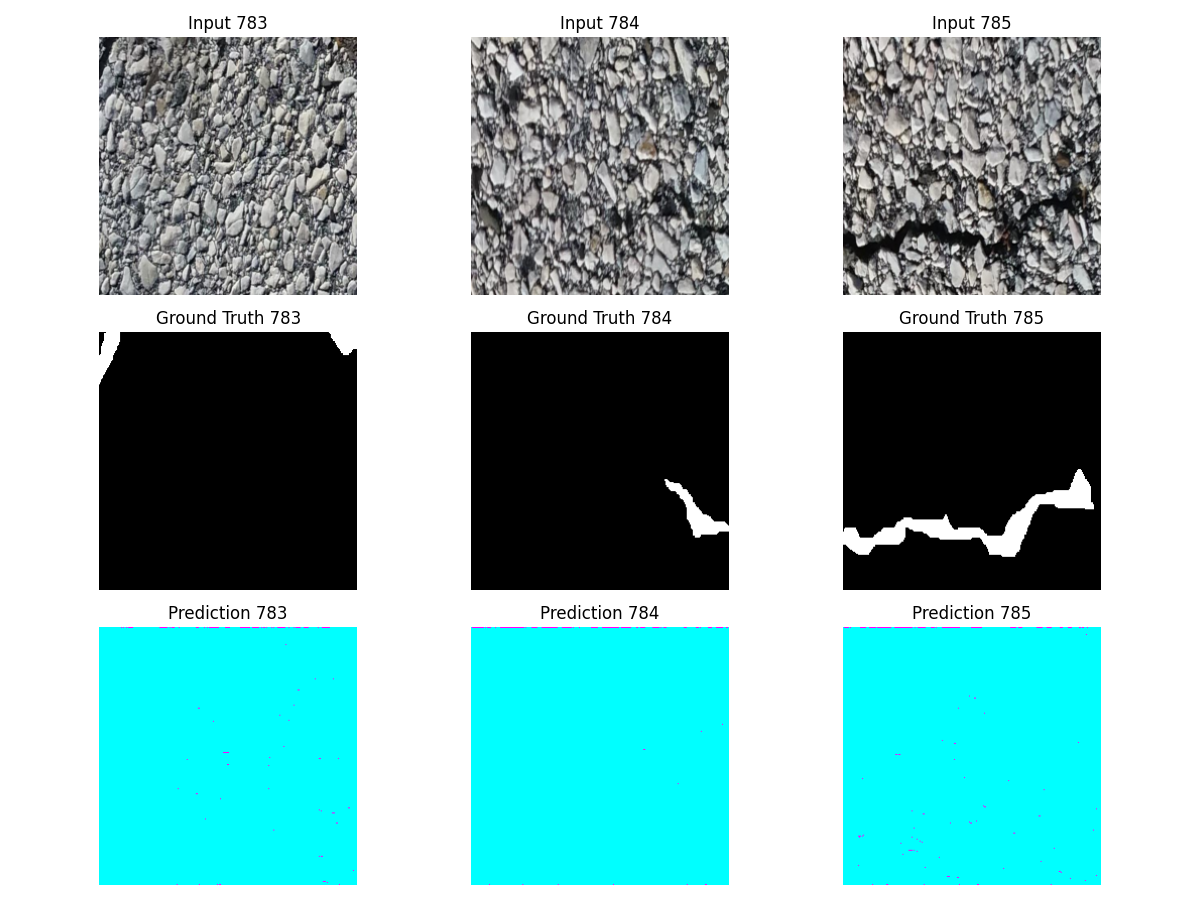 Input 783
Input 784
Input 785
Ground Truth 783
Ground Truth 784
Ground Truth 785
Prediction 783
Prediction 784
Prediction 785